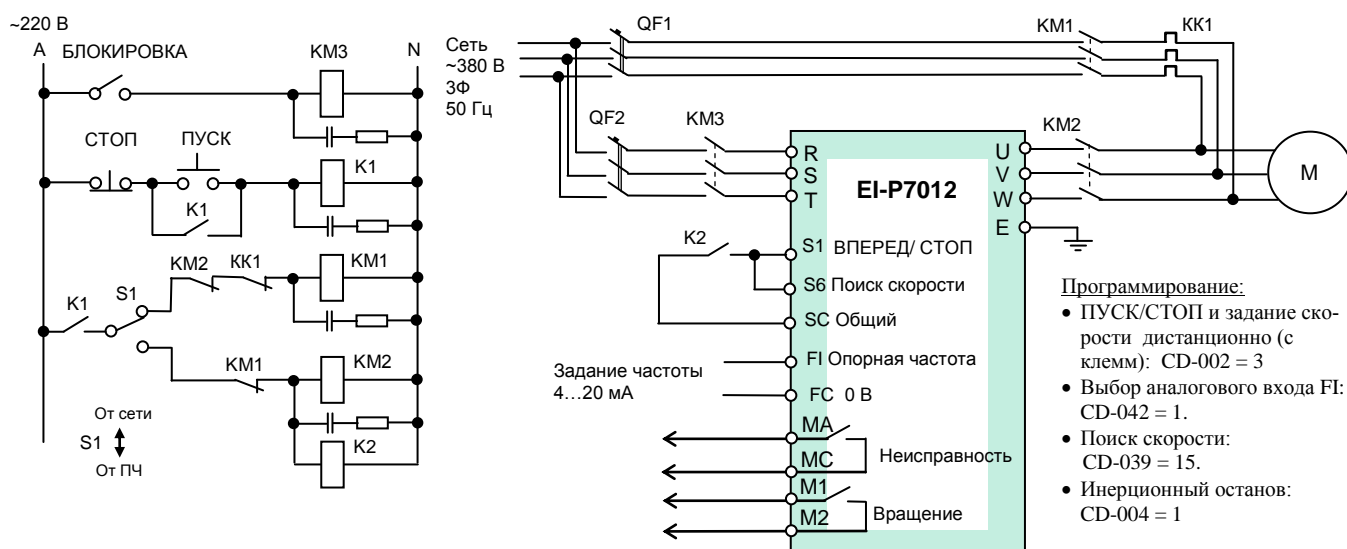 ~220 В
А
БЛОКИРОВКА
KM3
N
СТОП
ПУСК
K1
K1
KM2
КК1
KM1
K1
S1
KM1
KM2
От сети
S1
От ПЧ
K2
Сеть
~380 В
3Ф
50 Гц
QF1
KM1
КК1
QF2
KM3
KM2
R
S
T
EI-P7012
U
V
W
E
M
K2
S1 ВПЕРЕД/ СТОП
S6 Поиск скорости
SC Общий
Задание частоты
4…20 мА
FI Опорная частота
FC 0 В
MA
MC
Неисправность
M1
M2
Вращение
Программирование:
• ПУСК/СТОП и задание ско-
рости дистанционно (с
клемм): CD-002 = 3
• Выбор аналогового входа FI:
CD-042 = 1.
• Поиск скорости:
CD-039 = 15.
• Инерционный останов:
CD-004 = 1